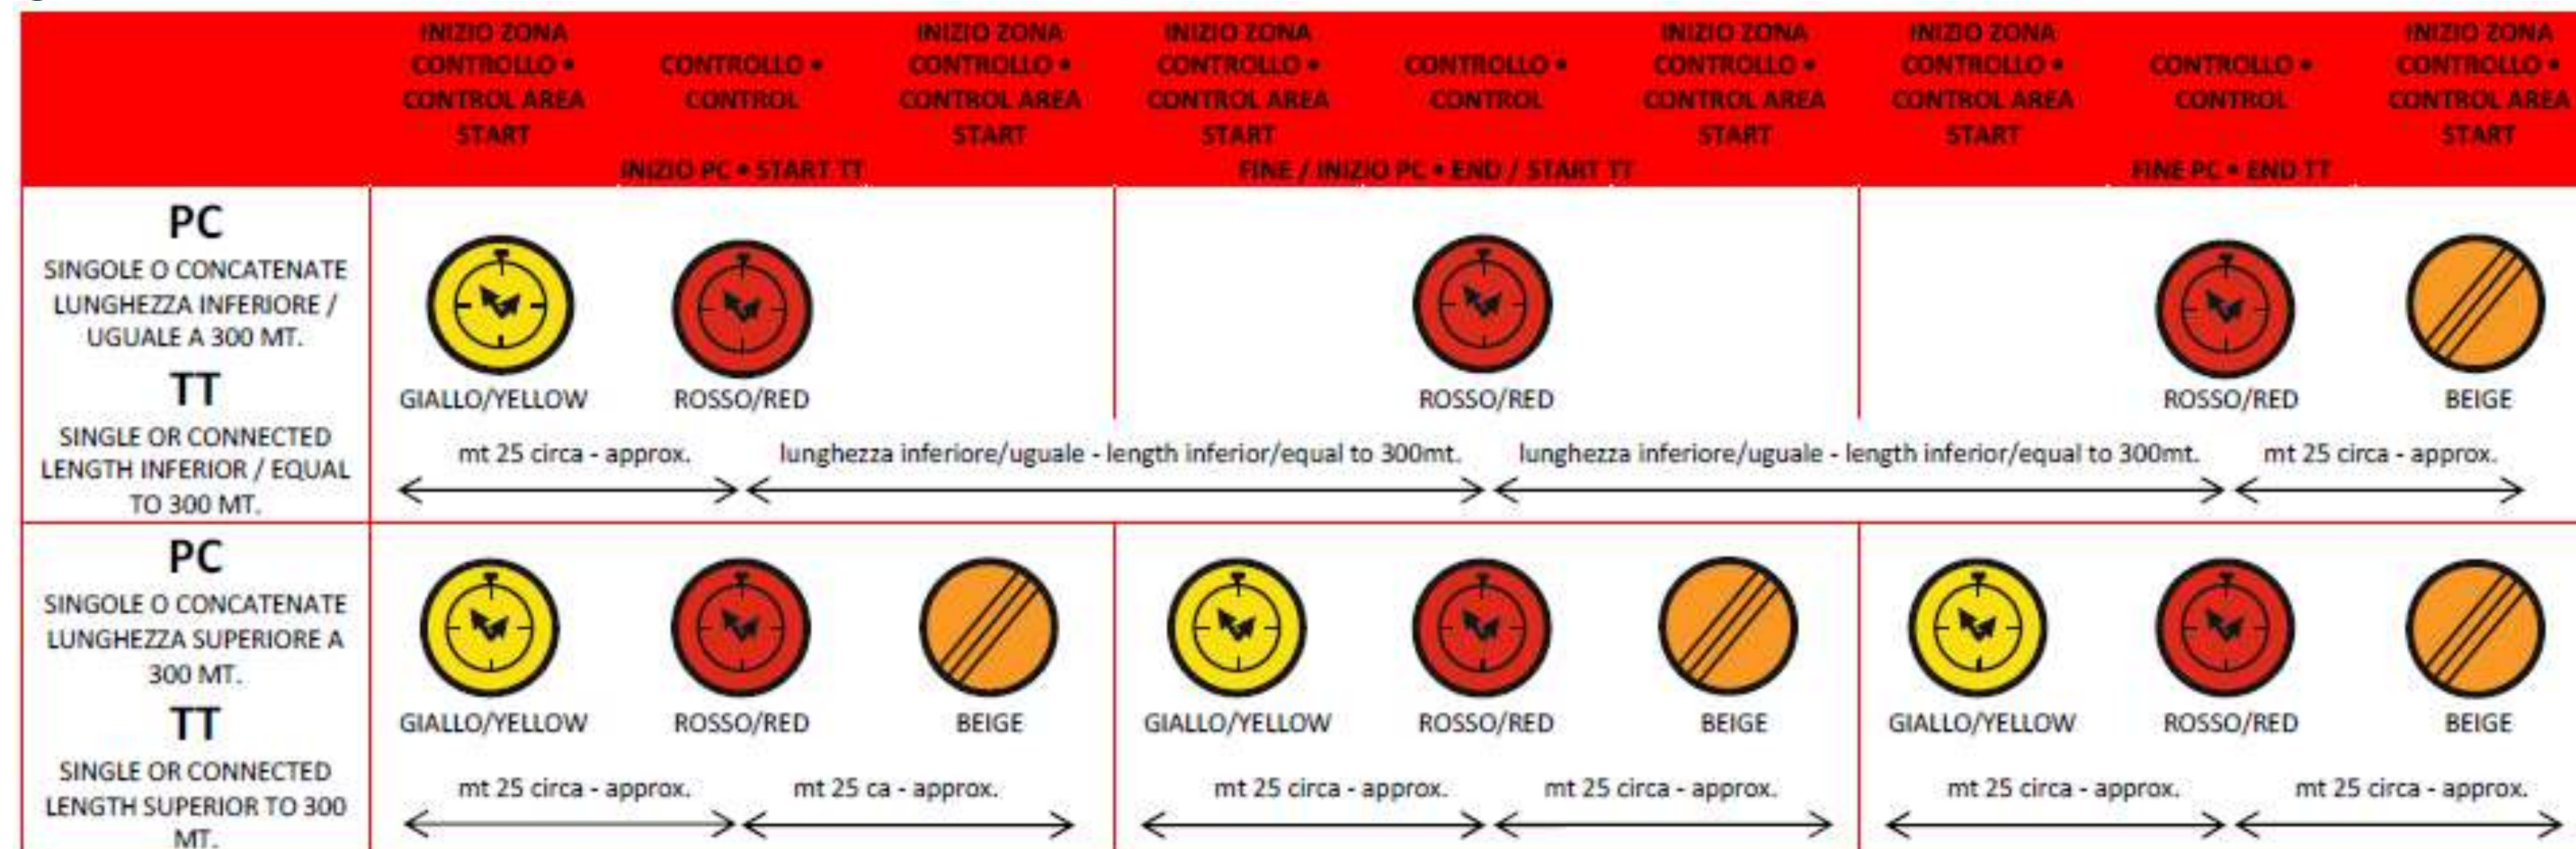 INIZIO ZONA CONTROLLO • CONTROL AREA START
CONTROLLO • CONTROL
INIZIO ZONA CONTROLLO • CONTROL AREA START
INIZIO ZONA CONTROLLO • CONTROL AREA START
CONTROLLO • CONTROL
INIZIO ZONA CONTROLLO • CONTROL AREA START
INIZIO ZONA CONTROLLO • CONTROL AREA START
CONTROLLO • CONTROL
INIZIO ZONA CONTROLLO • CONTROL AREA START
INIZIO PC • START TT
FINE / INIZIO PC • END / START TT
FINE PC • END TT
PC
SINGOLE O CONCATENATE
LUNGHEZZA INFERIORE /
UGUALE A 300 MT.
TT
SINGLE OR CONNECTED
LENGTH INFERIOR / EQUAL
TO 300 MT.
GIALLO/YELLOW
ROSSO/RED
ROSSO/RED
ROSSO/RED
BEIGE
mt 25 circa - approx.
lunghezza inferiore/uguale - length inferior/equal to 300mt.
lunghezza inferiore/uguale - length inferior/equal to 300mt.
mt 25 circa - approx.
PC
SINGOLE O CONCATENATE
LUNGHEZZA SUPERIORE A
300 MT.
TT
SINGLE OR CONNECTED
LENGTH SUPERIOR TO 300
MT.
GIALLO/YELLOW
ROSSO/RED
BEIGE
GIALLO/YELLOW
ROSSO/RED
BEIGE
GIALLO/YELLOW
ROSSO/RED
BEIGE
mt 25 circa - approx.
mt 25 ca - approx.
mt 25 circa - approx.
mt 25 circa - approx.
mt 25 circa - approx.
mt 25 circa - approx.